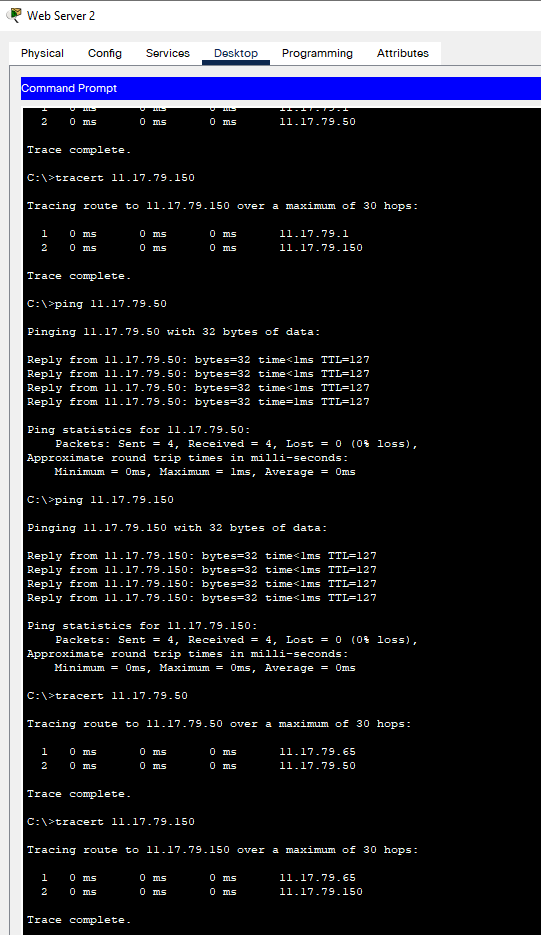 Web Server 2
Physical Config Services Desktop Programming Attributes
Command Prompt
1 0 ms 0 ms 0 ms 11.17.79.1
2 0 ms 0 ms 0 ms 11.17.79.50
Trace complete.
C:\>tracert 11.17.79.150
Tracing route to 11.17.79.150 over a maximum of 30 hops:
1 0 ms 0 ms 0 ms 11.17.79.1
2 0 ms 0 ms 0 ms 11.17.79.150
Trace complete.
C:\>ping 11.17.79.50
Pinging 11.17.79.50 with 32 bytes of data:
Reply from 11.17.79.50: bytes=32 time<1ms TTL=127
Reply from 11.17.79.50: bytes=32 time<1ms TTL=127
Reply from 11.17.79.50: bytes=32 time<1ms TTL=127
Reply from 11.17.79.50: bytes=32 time=1ms TTL=127
Ping statistics for 11.17.79.50:
Packets: Sent = 4, Received = 4, Lost = 0 (0% loss),
Approximate round trip times in milli-seconds:
Minimum = 0ms, Maximum = 1ms, Average = 0ms
C:\>ping 11.17.79.150
Pinging 11.17.79.150 with 32 bytes of data:
Reply from 11.17.79.150: bytes=32 time<1ms TTL=127
Reply from 11.17.79.150: bytes=32 time<1ms TTL=127
Reply from 11.17.79.150: bytes=32 time<1ms TTL=127
Reply from 11.17.79.150: bytes=32 time<1ms TTL=127
Ping statistics for 11.17.79.150:
Packets: Sent = 4, Received = 4, Lost = 0 (0% loss),
Approximate round trip times in milli-seconds:
Minimum = 0ms, Maximum = 0ms, Average = 0ms
C:\>tracert 11.17.79.50
Tracing route to 11.17.79.50 over a maximum of 30 hops:
1 0 ms 0 ms 0 ms 11.17.79.65
2 0 ms 0 ms 0 ms 11.17.79.50
Trace complete.
C:\>tracert 11.17.79.150
Tracing route to 11.17.79.150 over a maximum of 30 hops:
1 0 ms 0 ms 0 ms 11.17.79.65
2 0 ms 0 ms 0 ms 11.17.79.150
Trace complete.